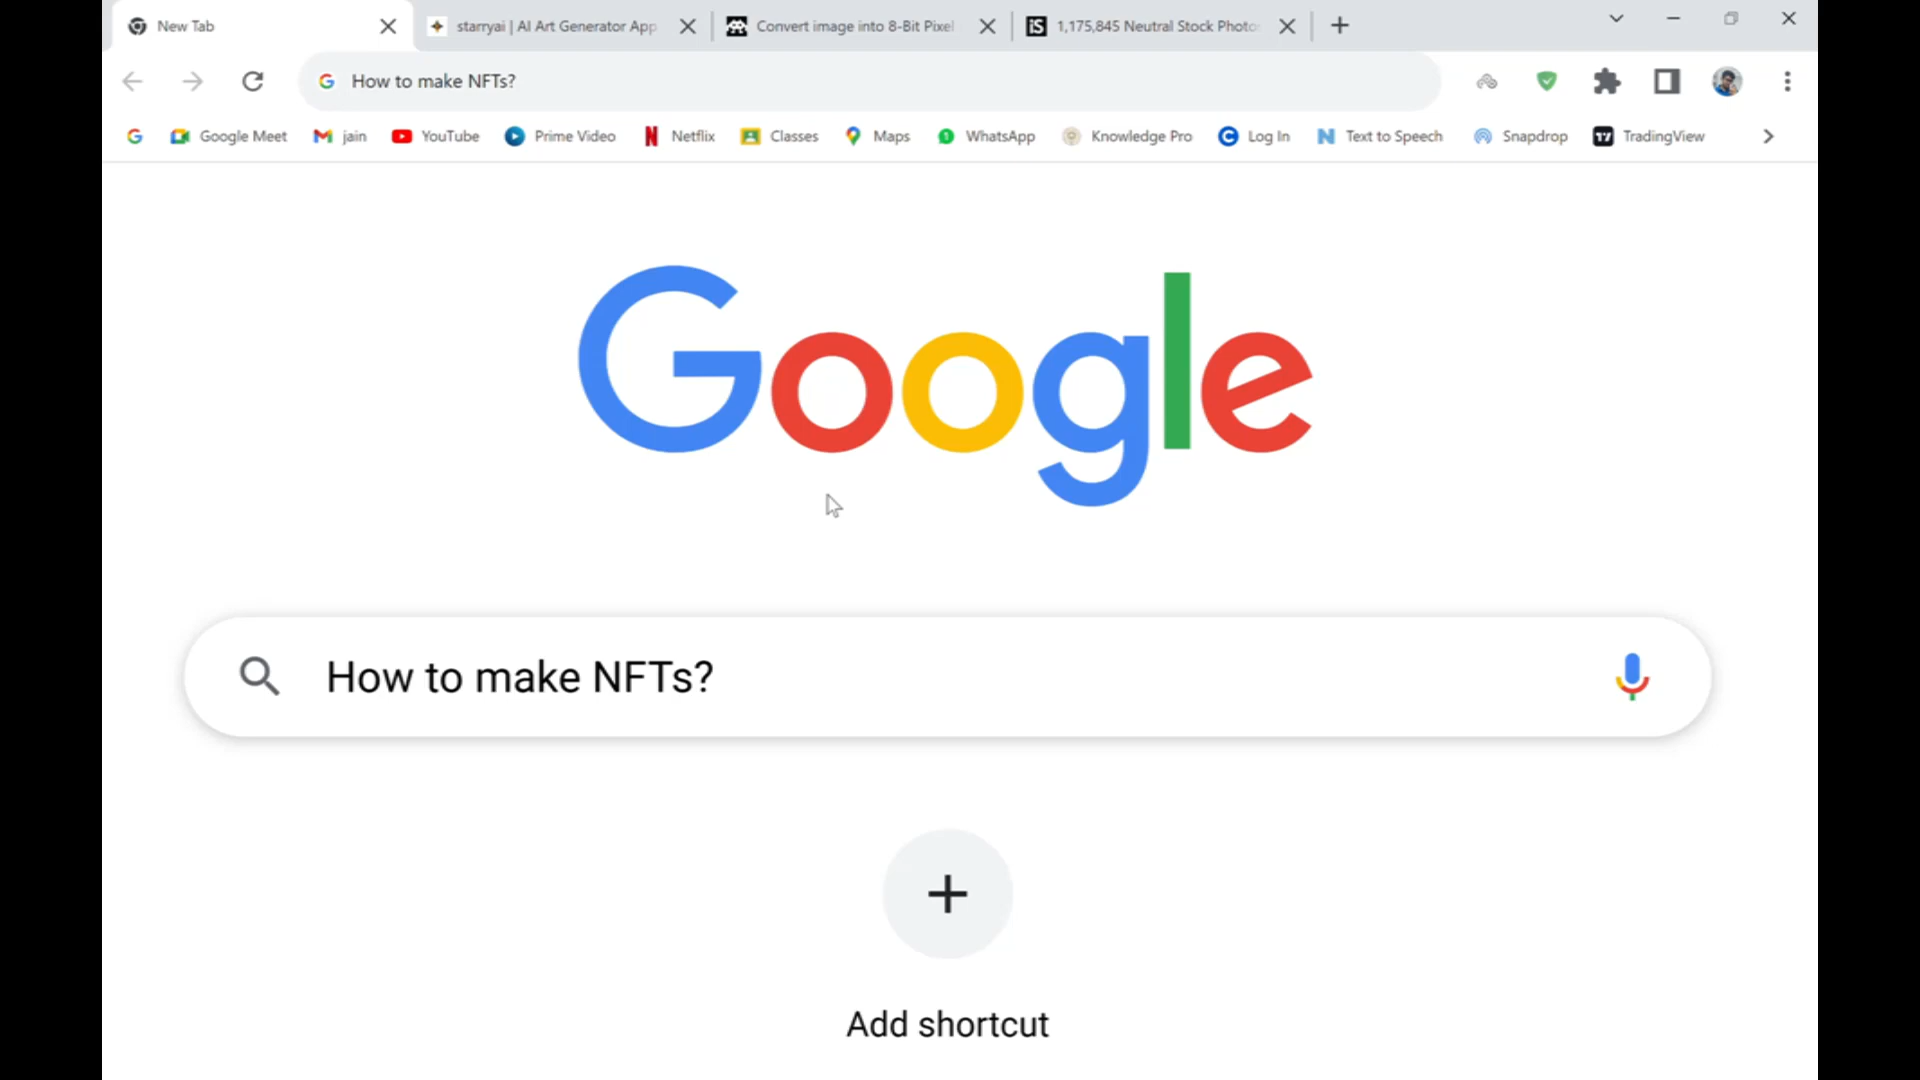 New Tab
starryai | AI Art Generator App
Convert image into 8-Bit Pixel
iS 1,175,845 Neutral Stock Photo
How to make NFTs?
Google Meet jain YouTube Prime Video Netflix Classes Maps WhatsApp Knowledge Pro Log In Text to Speech Snapdrop TradingView
Google
How to make NFTs?
Add shortcut